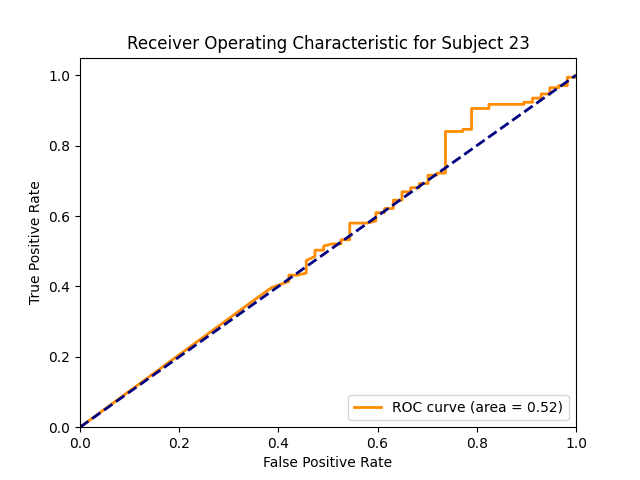 Receiver Operating Characteristic for Subject 23
True Positive Rate
1.0
0.8
0.6
0.4
0.2
0.0
0.0 0.2 0.4 0.6 0.8 1.0
False Positive Rate
ROC curve (area = 0.52)